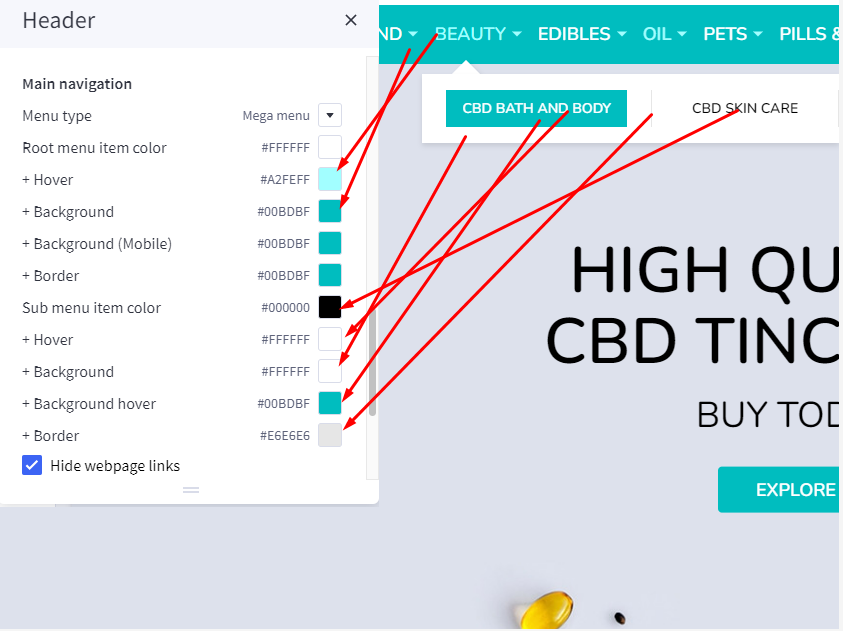 Header
Main navigation
Menu type Mega menu
Root menu item color #FFFFFF
+ Hover #A2FEFF
+ Background #00BDBF
+ Background (Mobile) #00BDBF
+ Border #00BDBF
Sub menu item color #000000
+ Hover #FFFFFF
+ Background #FFFFFF
+ Background hover #00BDBF
+ Border #E6E6E6
Hide webpage links
ND BEAUTY EDIBLES OIL PETS PILLS &
CBD BATH AND BODY CBD SKIN CARE
HIGH QU
CBD TINC
BUY TOD
EXPLORE